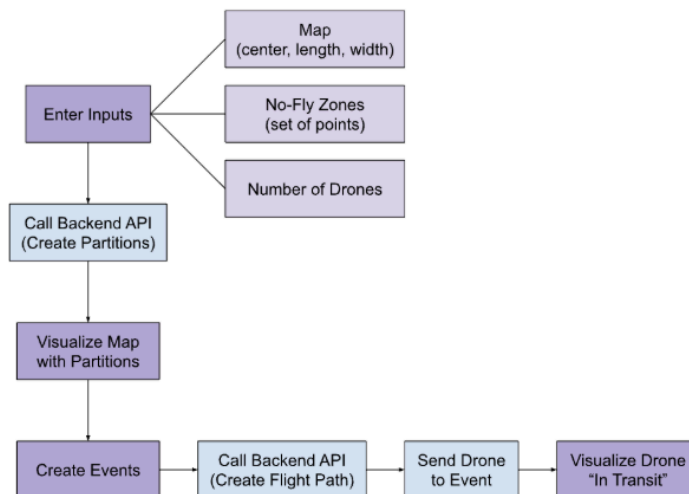 Map
(center, length, width)
Enter Inputs
No-Fly Zones
(set of points)
Number of Drones
Call Backend API
(Create Partitions)
Visualize Map
with Partitions
Create Events
Call Backend API
(Create Flight Path)
Send Drone
to Event
Visualize Drone
“In Transit”